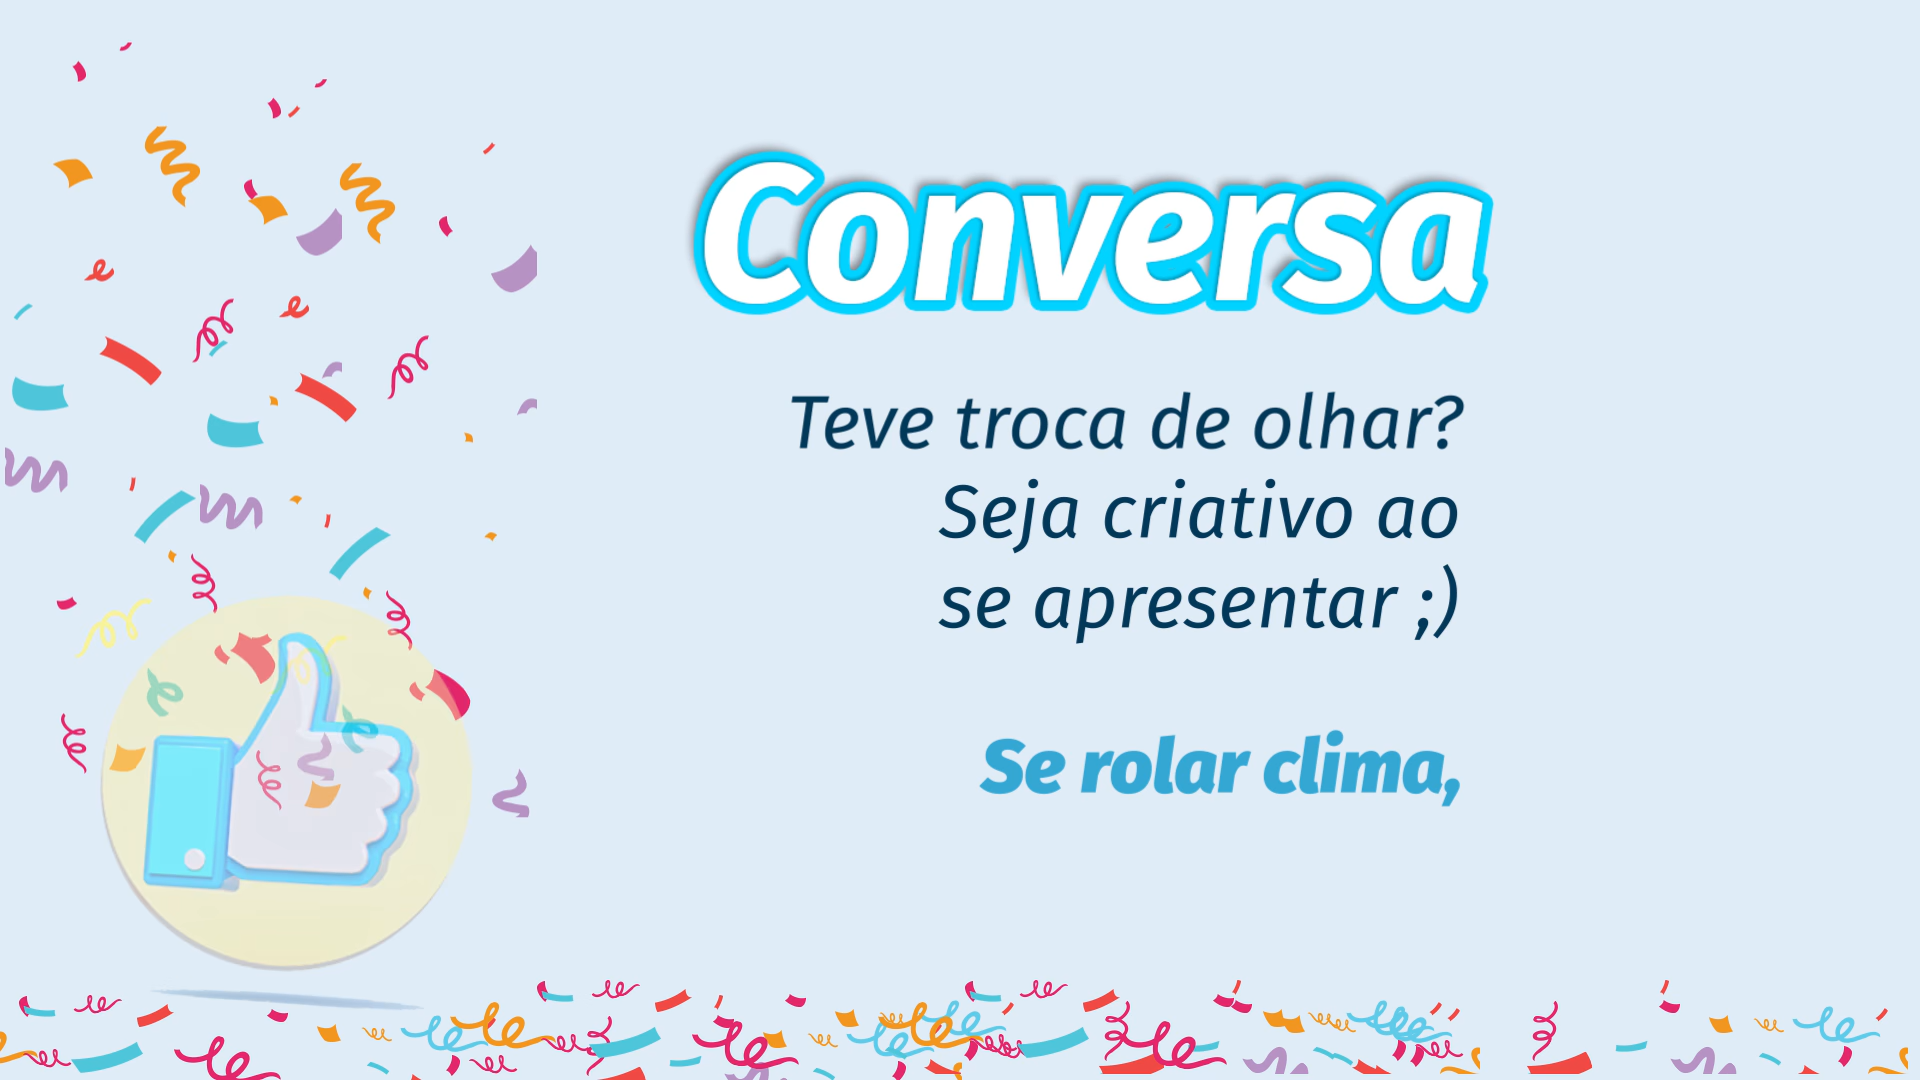 Conversa
Teve troca de olhar?
Seja criativo ao
se apresentar ;)
Se rolar clima,